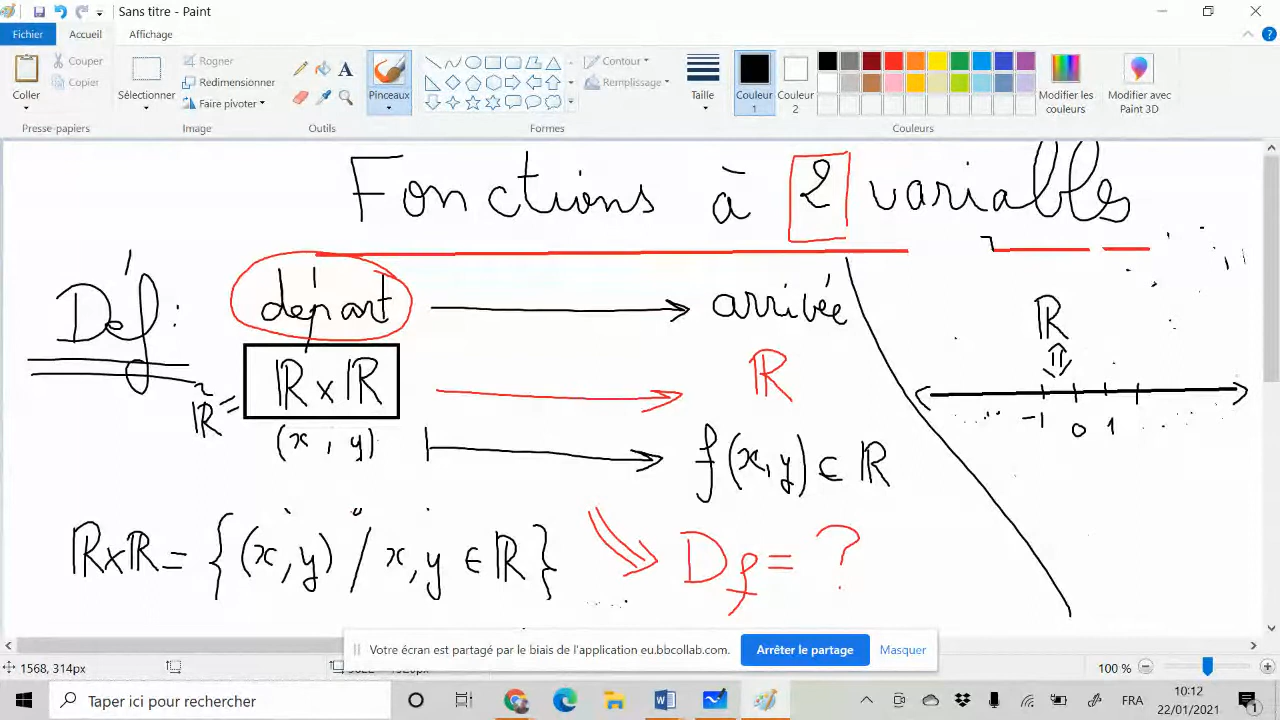 Sans titre - Paint
Fichier Accueil Affichage
Coller Couper Copier Presse-papiers
Sélectionner Rogner Redimensionner Faire pivoter Image
Outils
Pinceaux
Contour Remplissage Formes
Taille
Couleur 1 Couleur 2 Modifier les couleurs Modifier avec Paint 3D
Couleurs
Fonctions à 2 variables
Déf : départ → arrivée
ℝ
ℝ² = ℝ×ℝ → ℝ
-1 0 1
(x, y) ↦ f(x,y) ∈ ℝ
ℝ×ℝ = {(x,y) / x,y ∈ ℝ} ⇒ Df = ?
Votre écran est partagé par le biais de l'application eu.bbcollab.com. Arrêter le partage Masquer
1568, 314px 100 %
Taper ici pour rechercher FRA 10:12
22/01/2021